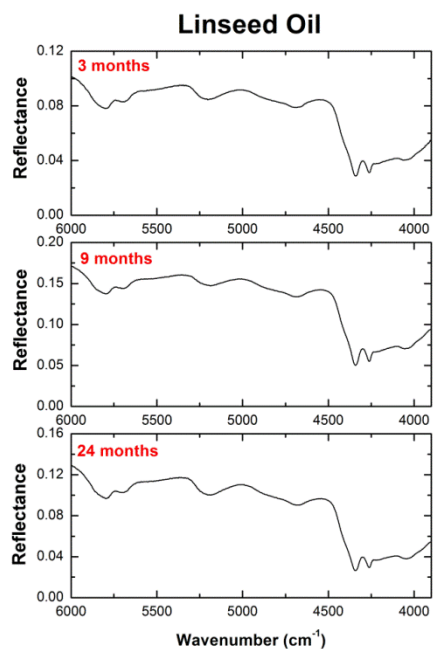 Linseed Oil
0.12
3 months
0.08
0.04
0.00
Reflectance
6000 5500 5000 4500 4000
0.20
9 months
0.15
0.10
0.05
0.00
Reflectance
6000 5500 5000 4500 4000
0.16
24 months
0.12
0.08
0.04
0.00
Reflectance
6000 5500 5000 4500 4000
Wavenumber (cm⁻¹)